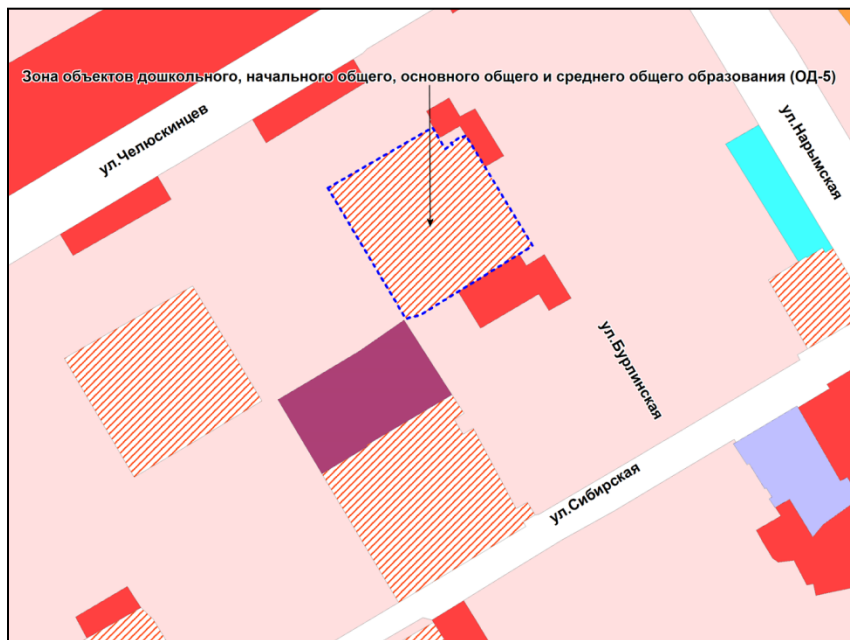 Зона объектов дошкольного, начального общего, основного общего и среднего общего образования (ОД-5)
ул.Челюскинцев
ул.Нарымская
ул.Бурлинская
ул.Сибирская